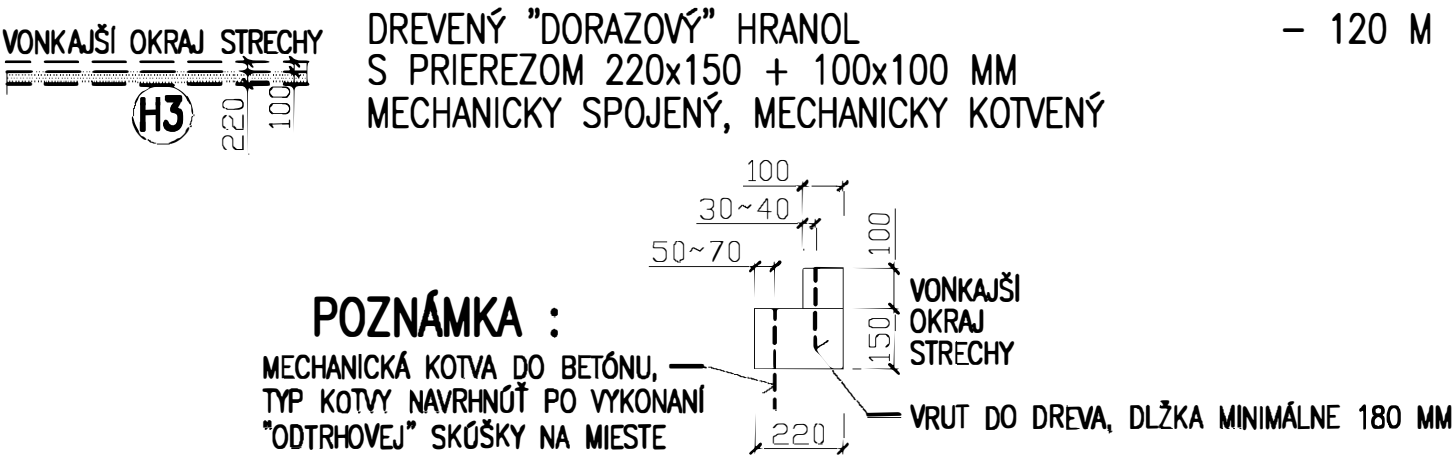 VONKAJŠÍ OKRAJ STRECHY
H3
220
100
DREVENÝ "DORAZOVÝ" HRANOL - 120 M
S PRIEREZOM 220x150 + 100x100 MM
MECHANICKY SPOJENÝ, MECHANICKY KOTVENÝ
100
30~40
50~70
100
150
220
VONKAJŠI
OKRAJ
STRECHY
POZNÁMKA :
MECHANICKÁ KOTVA DO BETÓNU,
TYP KOTVY NAVRHNÚŤ PO VYKONANÍ
"ODTRHOVEJ" SKÚŠKY NA MIESTE
VRUT DO DREVA, DLŽKA MINIMÁLNE 180 MM